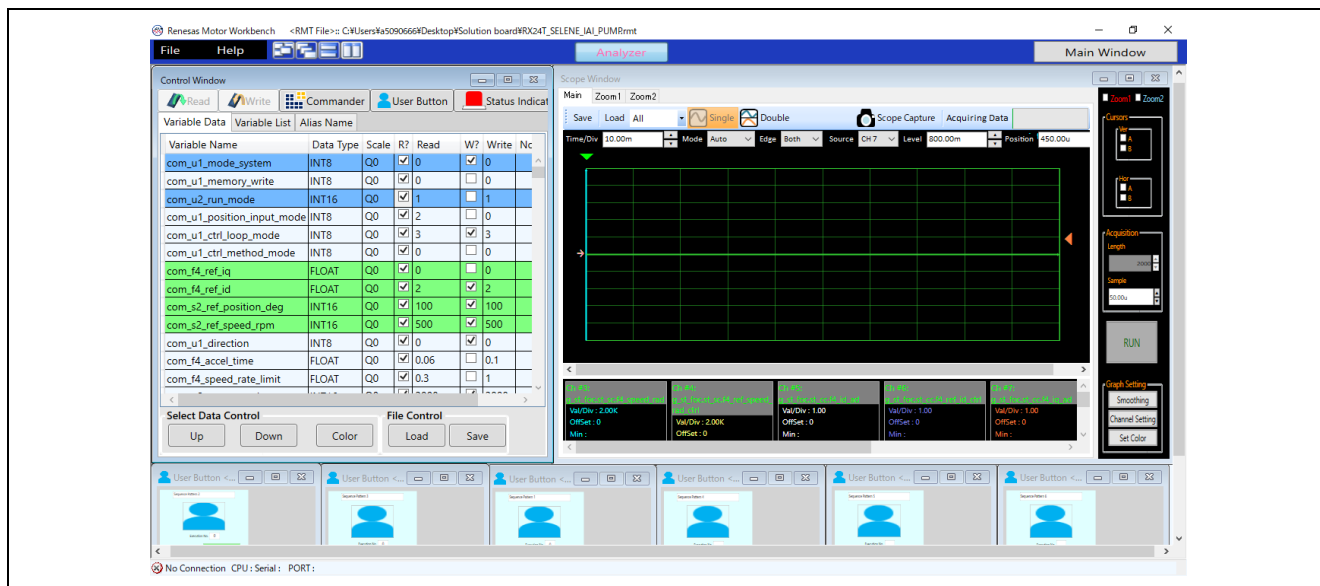 Renesas Motor Workbench <RMT File>:: C:¥Users¥a5090666¥Desktop¥Solution board¥RX24T_SELENE_IAI_PUMP.rmt
File Help Analyzer Main Window
Control Window
Read Write Commander User Button Status Indicat
Variable Data Variable List Alias Name
Variable Name Data Type Scale R? Read W? Write No
com_u1_mode_system INT8 Q0 0 0
com_u1_memory_write INT8 Q0 0 0
com_u2_run_mode INT16 Q0 1 1
com_u1_position_input_mode INT8 Q0 2 0
com_u1_ctrl_loop_mode INT8 Q0 3 3
com_u1_ctrl_method_mode INT8 Q0 0 0
com_f4_ref_iq FLOAT Q0 0 0
com_f4_ref_id FLOAT Q0 2 2
com_s2_ref_position_deg INT16 Q0 100 100
com_s2_ref_speed_rpm INT16 Q0 500 500
com_u1_direction INT8 Q0 0 0
com_f4_accel_time FLOAT Q0 0.06 0.1
com_f4_speed_rate_limit FLOAT Q0 0.3 1
Select Data Control File Control
Up Down Color Load Save
Scope Window
Main Zoom1 Zoom2
Save Load All Single Double Scope Capture Acquiring Data
Time/Div 10.00m Mode Auto Edge Both Source CH 7 Level 800.00m Position 450.00u
Zoom1 Zoom2
Cursors
Ver
A
B
Hor
A
B
Acquisition
Length
2000
Sample
50.00u
RUN
Graph Setting
Smoothing
Channel Setting
Set Color
Ch #3: Ch #4: Ch #5: Ch #6: Ch #7:
Val/Div : 2.00K Val/Div : 2.00K Val/Div : 1.00 Val/Div : 1.00 Val/Div : 1.00
OffSet : 0 OffSet : 0 OffSet : 0 OffSet : 0 OffSet : 0
Min : Min : Min : Min :
User Button <... User Button <... User Button <... User Button <... User Button <... User Button <...
No Connection CPU : Serial : PORT :